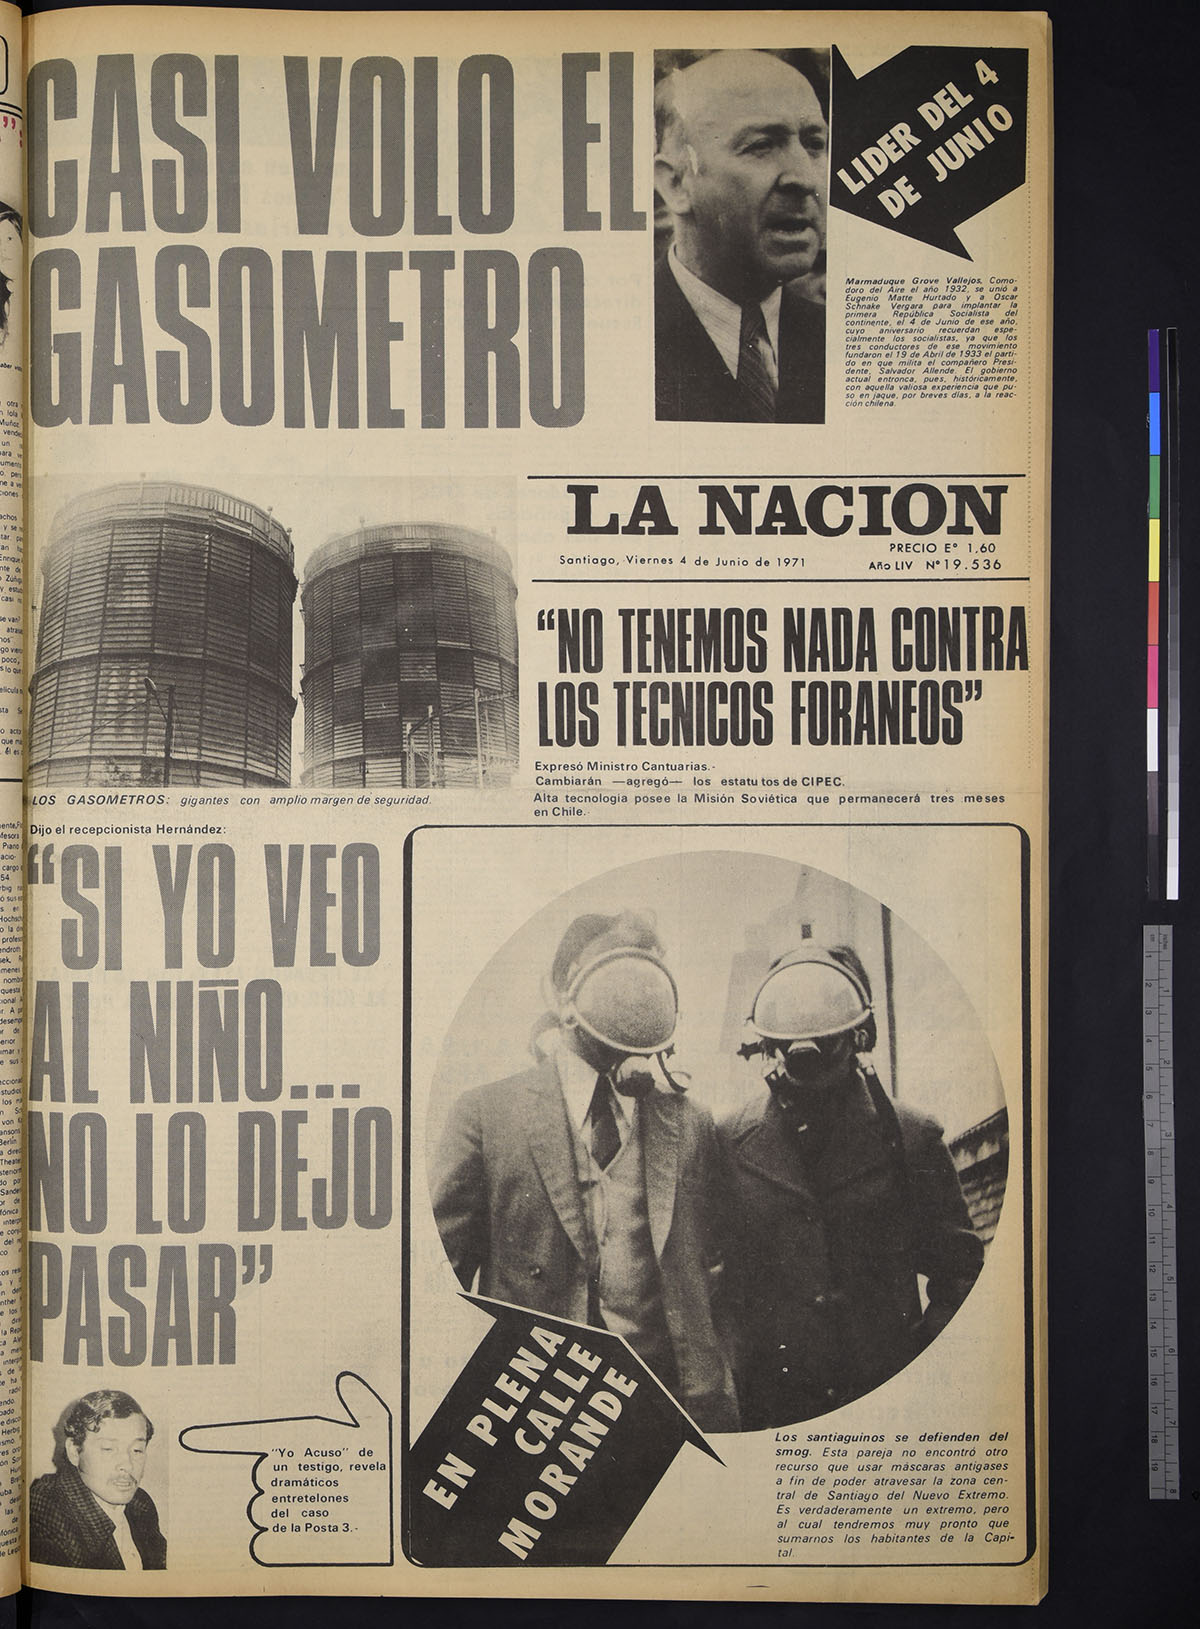 CASI VOLO EL
GASOMETRO
LIDER DEL 4
DE JUNIO
Marmaduque Grove Vallejos, Como-
doro del Aire el año 1932, se unió a
Eugenio Matte Hurtado y a Oscar
Schnake Vergara para implantar la
primera República Socialista del
continente, el 4 de Junio de ese año,
cuyo aniversario recuerdan espe-
cialmente los socialistas, ya que los
tres conductores de ese movimiento
fundaron el 19 de Abril de 1933 el parti-
do en que milita el compañero Presi-
dente, Salvador Allende. El gobierno
actual entronca, pues, históricamente,
con aquella valiosa experiencia que pu-
so en jaque, por breves días, a la reac-
ción chilena.
LA NACION
PRECIO E° 1,60
Santiago, Viernes 4 de Junio de 1971
Año LIV N° 19.536
"NO TENEMOS NADA CONTRA
LOS TECNICOS FORANEOS"
Expresó Ministro Cantuarias.-
Cambiarán —agregó— los estatutos de CIPEC.
Alta tecnología posee la Misión Soviética que permanecerá tres meses
en Chile.-
LOS GASOMETROS: gigantes con amplio margen de seguridad.
Dijo el recepcionista Hernández:
"SI YO VEO
AL NIÑO...
NO LO DEJO
PASAR"
"Yo Acuso" de
un testigo, revela
dramáticos
entretelones
del caso
de la Posta 3.-
EN PLENA
CALLE
MORANDE
Los santiaguinos se defienden del
smog. Esta pareja no encontró otro
recurso que usar máscaras antigases
a fin de poder atravesar la zona cen-
tral de Santiago del Nuevo Extremo.
Es verdaderamente un extremo, pero
al cual tendremos muy pronto que
sumarnos los habitantes de la Capi-
tal.